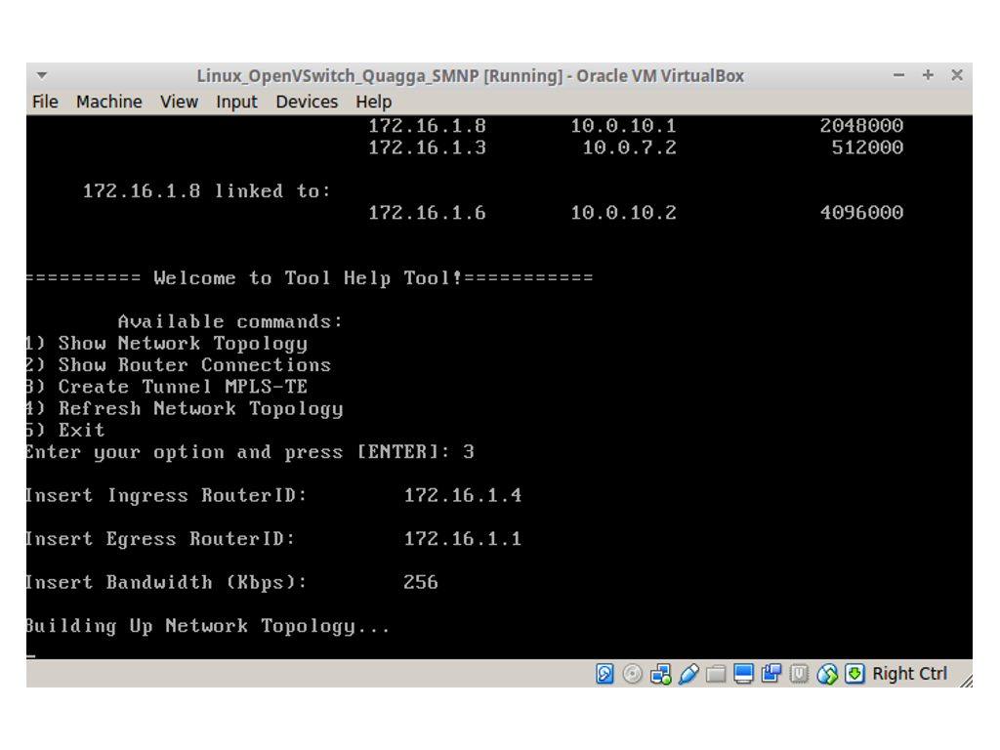 Linux_OpenVSwitch_Quagga_SMNP [Running] - Oracle VM VirtualBox
File Machine View Input Devices Help
172.16.1.8 10.0.10.1 2048000
172.16.1.3 10.0.7.2 512000
172.16.1.8 linked to:
172.16.1.6 10.0.10.2 4096000
========== Welcome to Tool Help Tool!===========
Available commands:
1) Show Network Topology
2) Show Router Connections
3) Create Tunnel MPLS-TE
4) Refresh Network Topology
5) Exit
Enter your option and press [ENTER]: 3
Insert Ingress RouterID: 172.16.1.4
Insert Egress RouterID: 172.16.1.1
Insert Bandwidth (Kbps): 256
Building Up Network Topology...
_
Right Ctrl